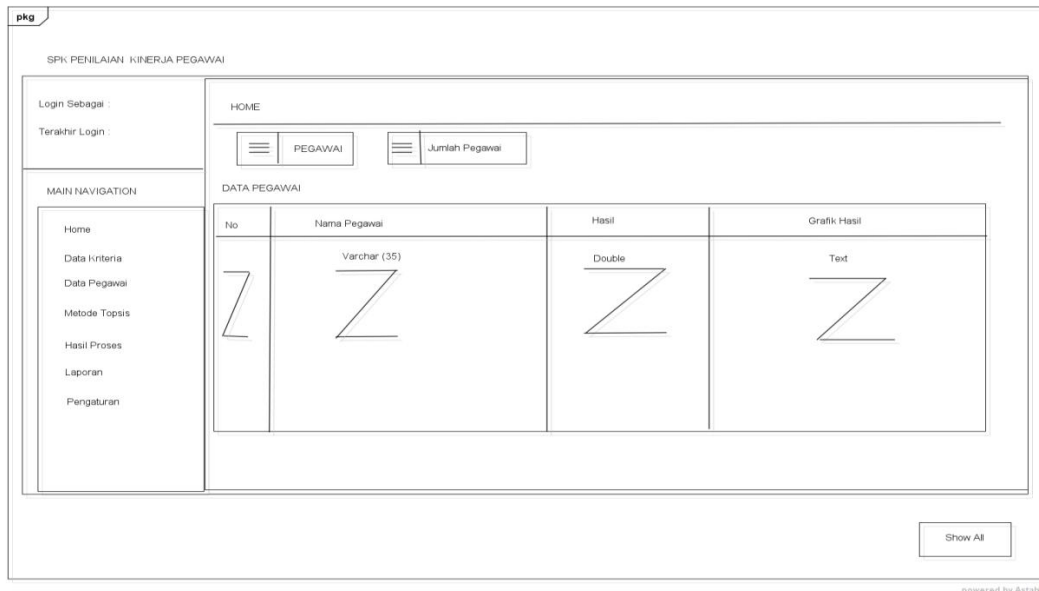 pkg
SPK PENILAIAN KINERJA PEGAWAI
Login Sebagai :
Terakhir Login :
MAIN NAVIGATION
Home
Data Kriteria
Data Pegawai
Metode Topsis
Hasil Proses
Laporan
Pengaturan
HOME
PEGAWAI
Jumlah Pegawai
DATA PEGAWAI
No
Nama Pegawai
Hasil
Grafik Hasil
Varchar (35)
Double
Text
Show All
powered by